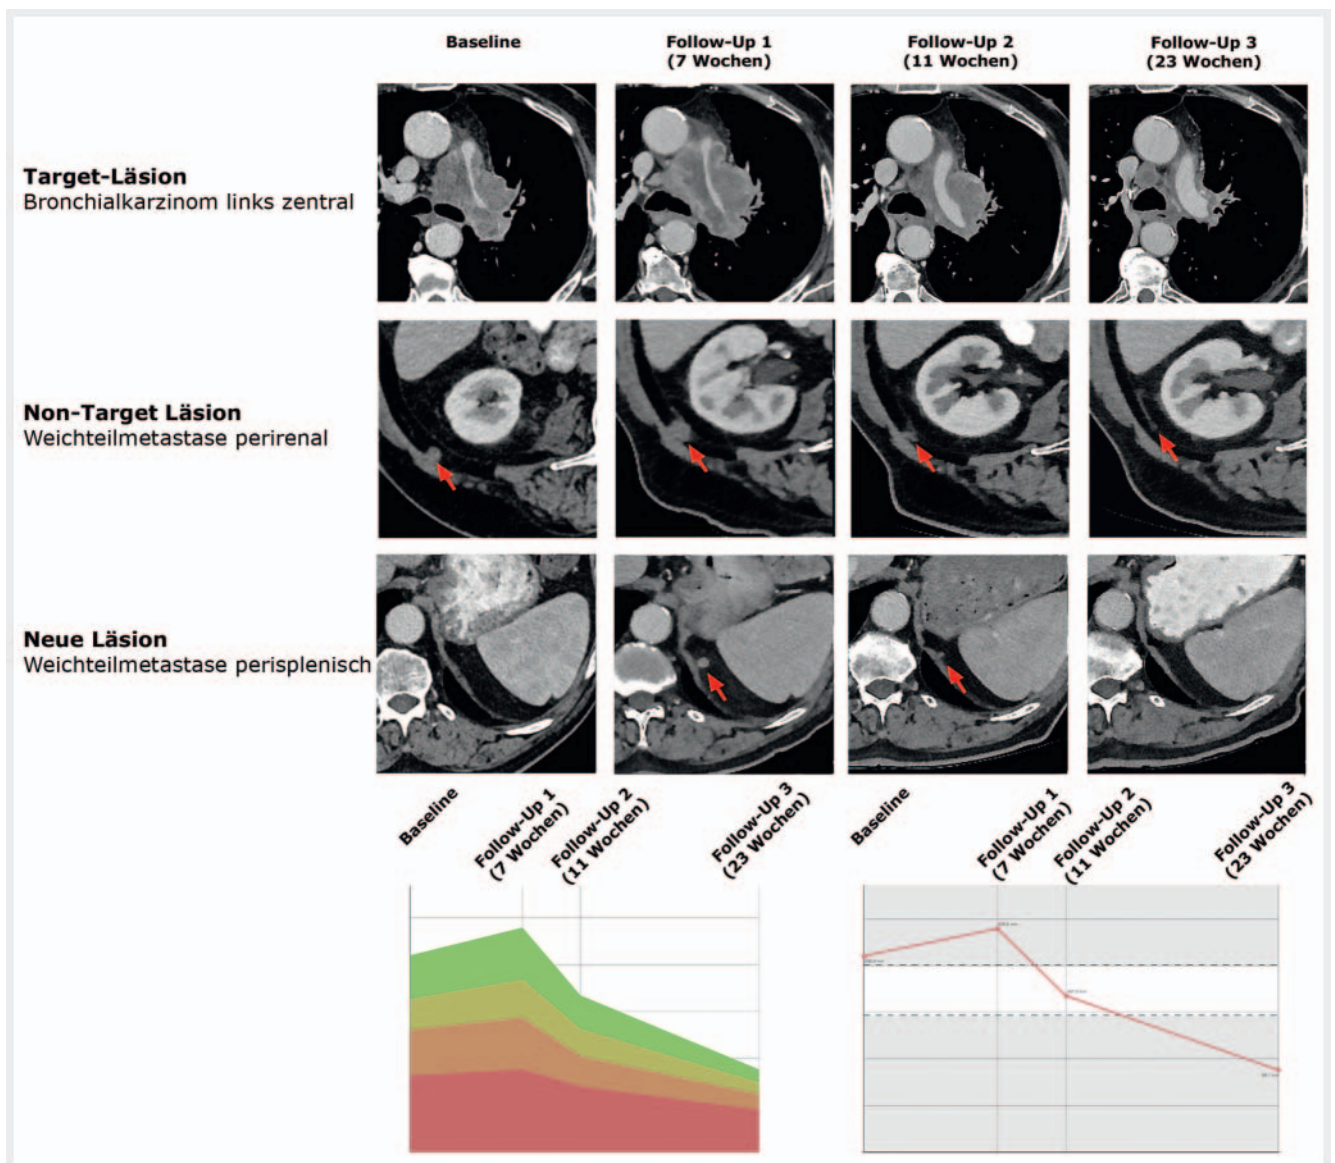 Baseline
Follow-Up 1
(7 Wochen)
Follow-Up 2
(11 Wochen)
Follow-Up 3
(23 Wochen)
Target-Läsion
Bronchialkarzinom links zentral
Non-Target Läsion
Weichteilmetastase perirenal
Neue Läsion
Weichteilmetastase perisplenisch
Baseline
Follow-Up 1
(7 Wochen)
Follow-Up 2
(11 Wochen)
Follow-Up 3
(23 Wochen)
Baseline
Follow-Up 1
(7 Wochen)
Follow-Up 2
(11 Wochen)
Follow-Up 3
(23 Wochen)